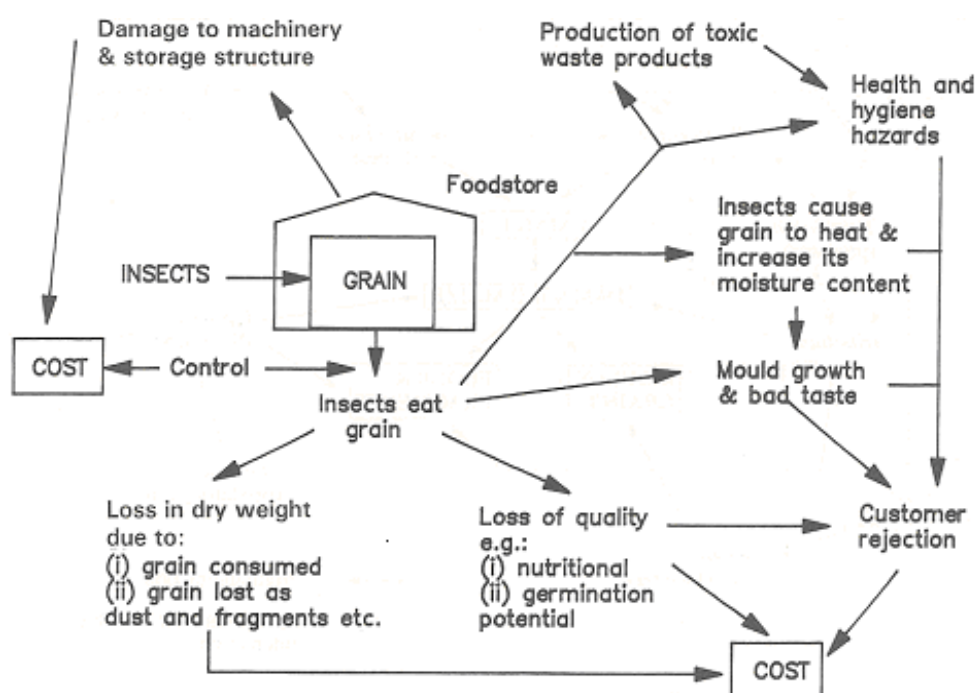 Damage to machinery
& storage structure
Production of toxic
waste products
Health and
hygiene
hazards
Foodstore
Insects cause
grain to heat &
increase its
moisture content
INSECTS
GRAIN
COST
Control
Mould growth
& bad taste
Insects eat
grain
Loss in dry weight
due to:
(i) grain consumed
(ii) grain lost as
dust and fragments etc.
Loss of quality
e.g.:
(i) nutritional
(ii) germination
potential
Customer
rejection
COST